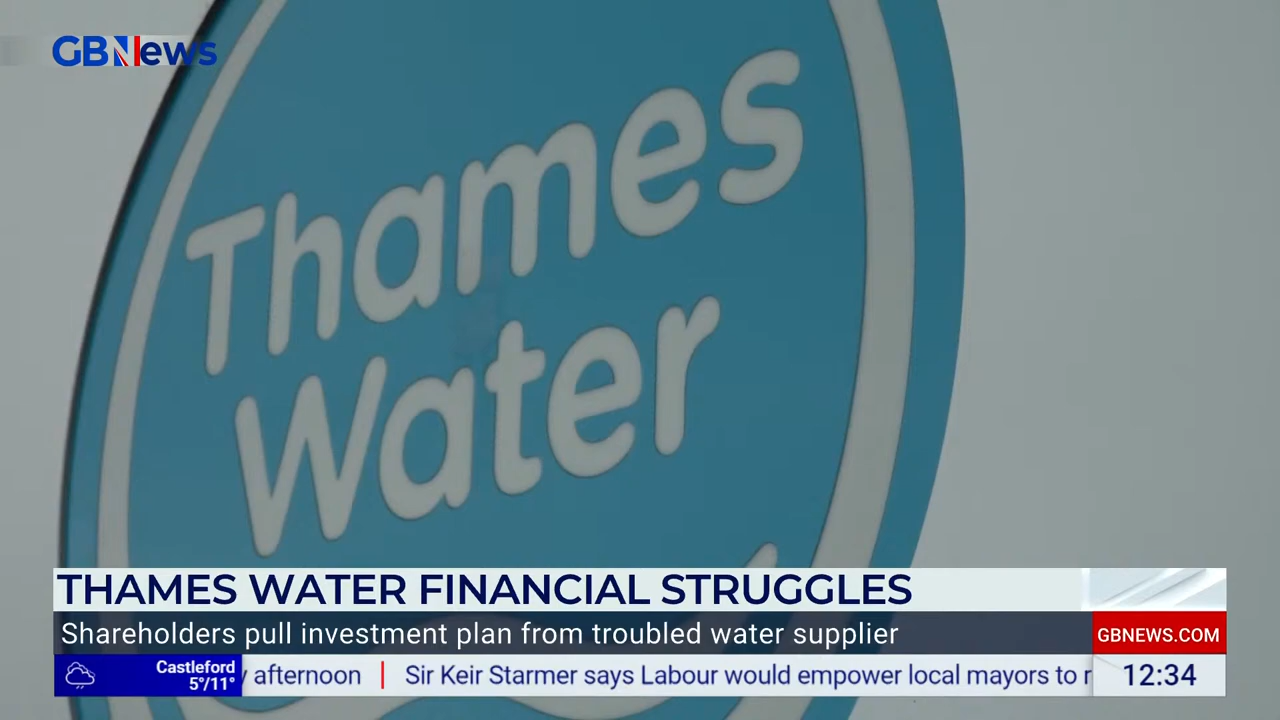 GBNews
Thames
Water
THAMES WATER FINANCIAL STRUGGLES
Shareholders pull investment plan from troubled water supplier
GBNEWS.COM
Castleford
5°/11°
afternoon | Sir Keir Starmer says Labour would empower local mayors to
12:34